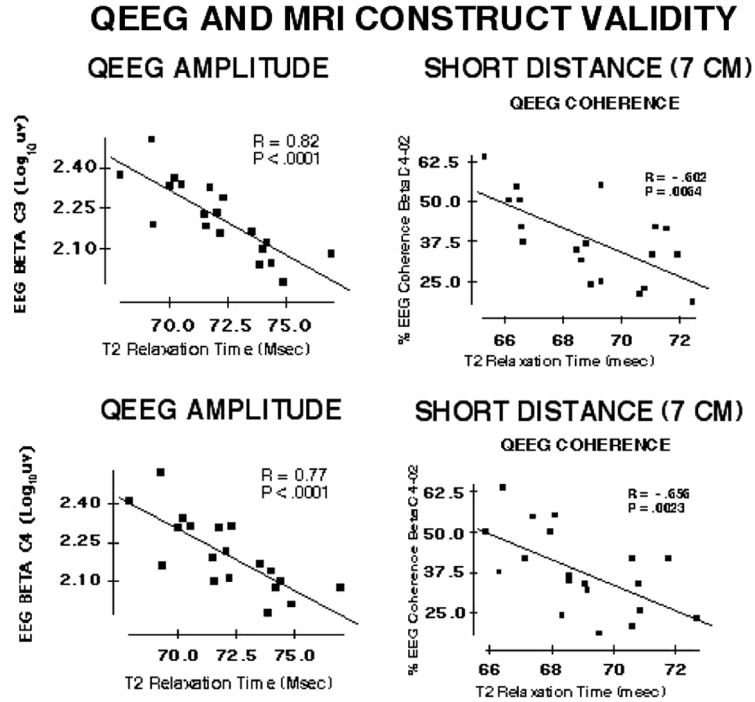 QEEG AND MRI CONSTRUCT VALIDITY
QEEG AMPLITUDE
EEG BETA C3 (Log10uv)
2.40
2.25
2.10
R = 0.82
P < .0001
70.0 72.5 75.0
T2 Relaxation Time (Msec)
SHORT DISTANCE (7 CM)
QEEG COHERENCE
% EEG Coherence Beta C4-02
62.5
50.0
37.5
25.0
R = -.602
P = .0064
66 68 70 72
T2 Relaxation Time (meec)
QEEG AMPLITUDE
EEG BETA C4 (Log10uv)
2.40
2.25
2.10
R = 0.77
P < .0001
70.0 72.5 75.0
T2 Relaxation Time (Msec)
SHORT DISTANCE (7 CM)
QEEG COHERENCE
% EEG Coherence Beta C4-02
62.5
50.0
37.5
25.0
R = -.656
P = .0023
66 68 70 72
T2 Relaxation Time (meec)